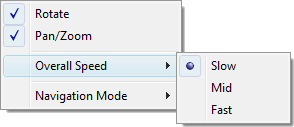 Rotate
Pan/Zoom
Overall Speed
Navigation Mode
Slow
Mid
Fast